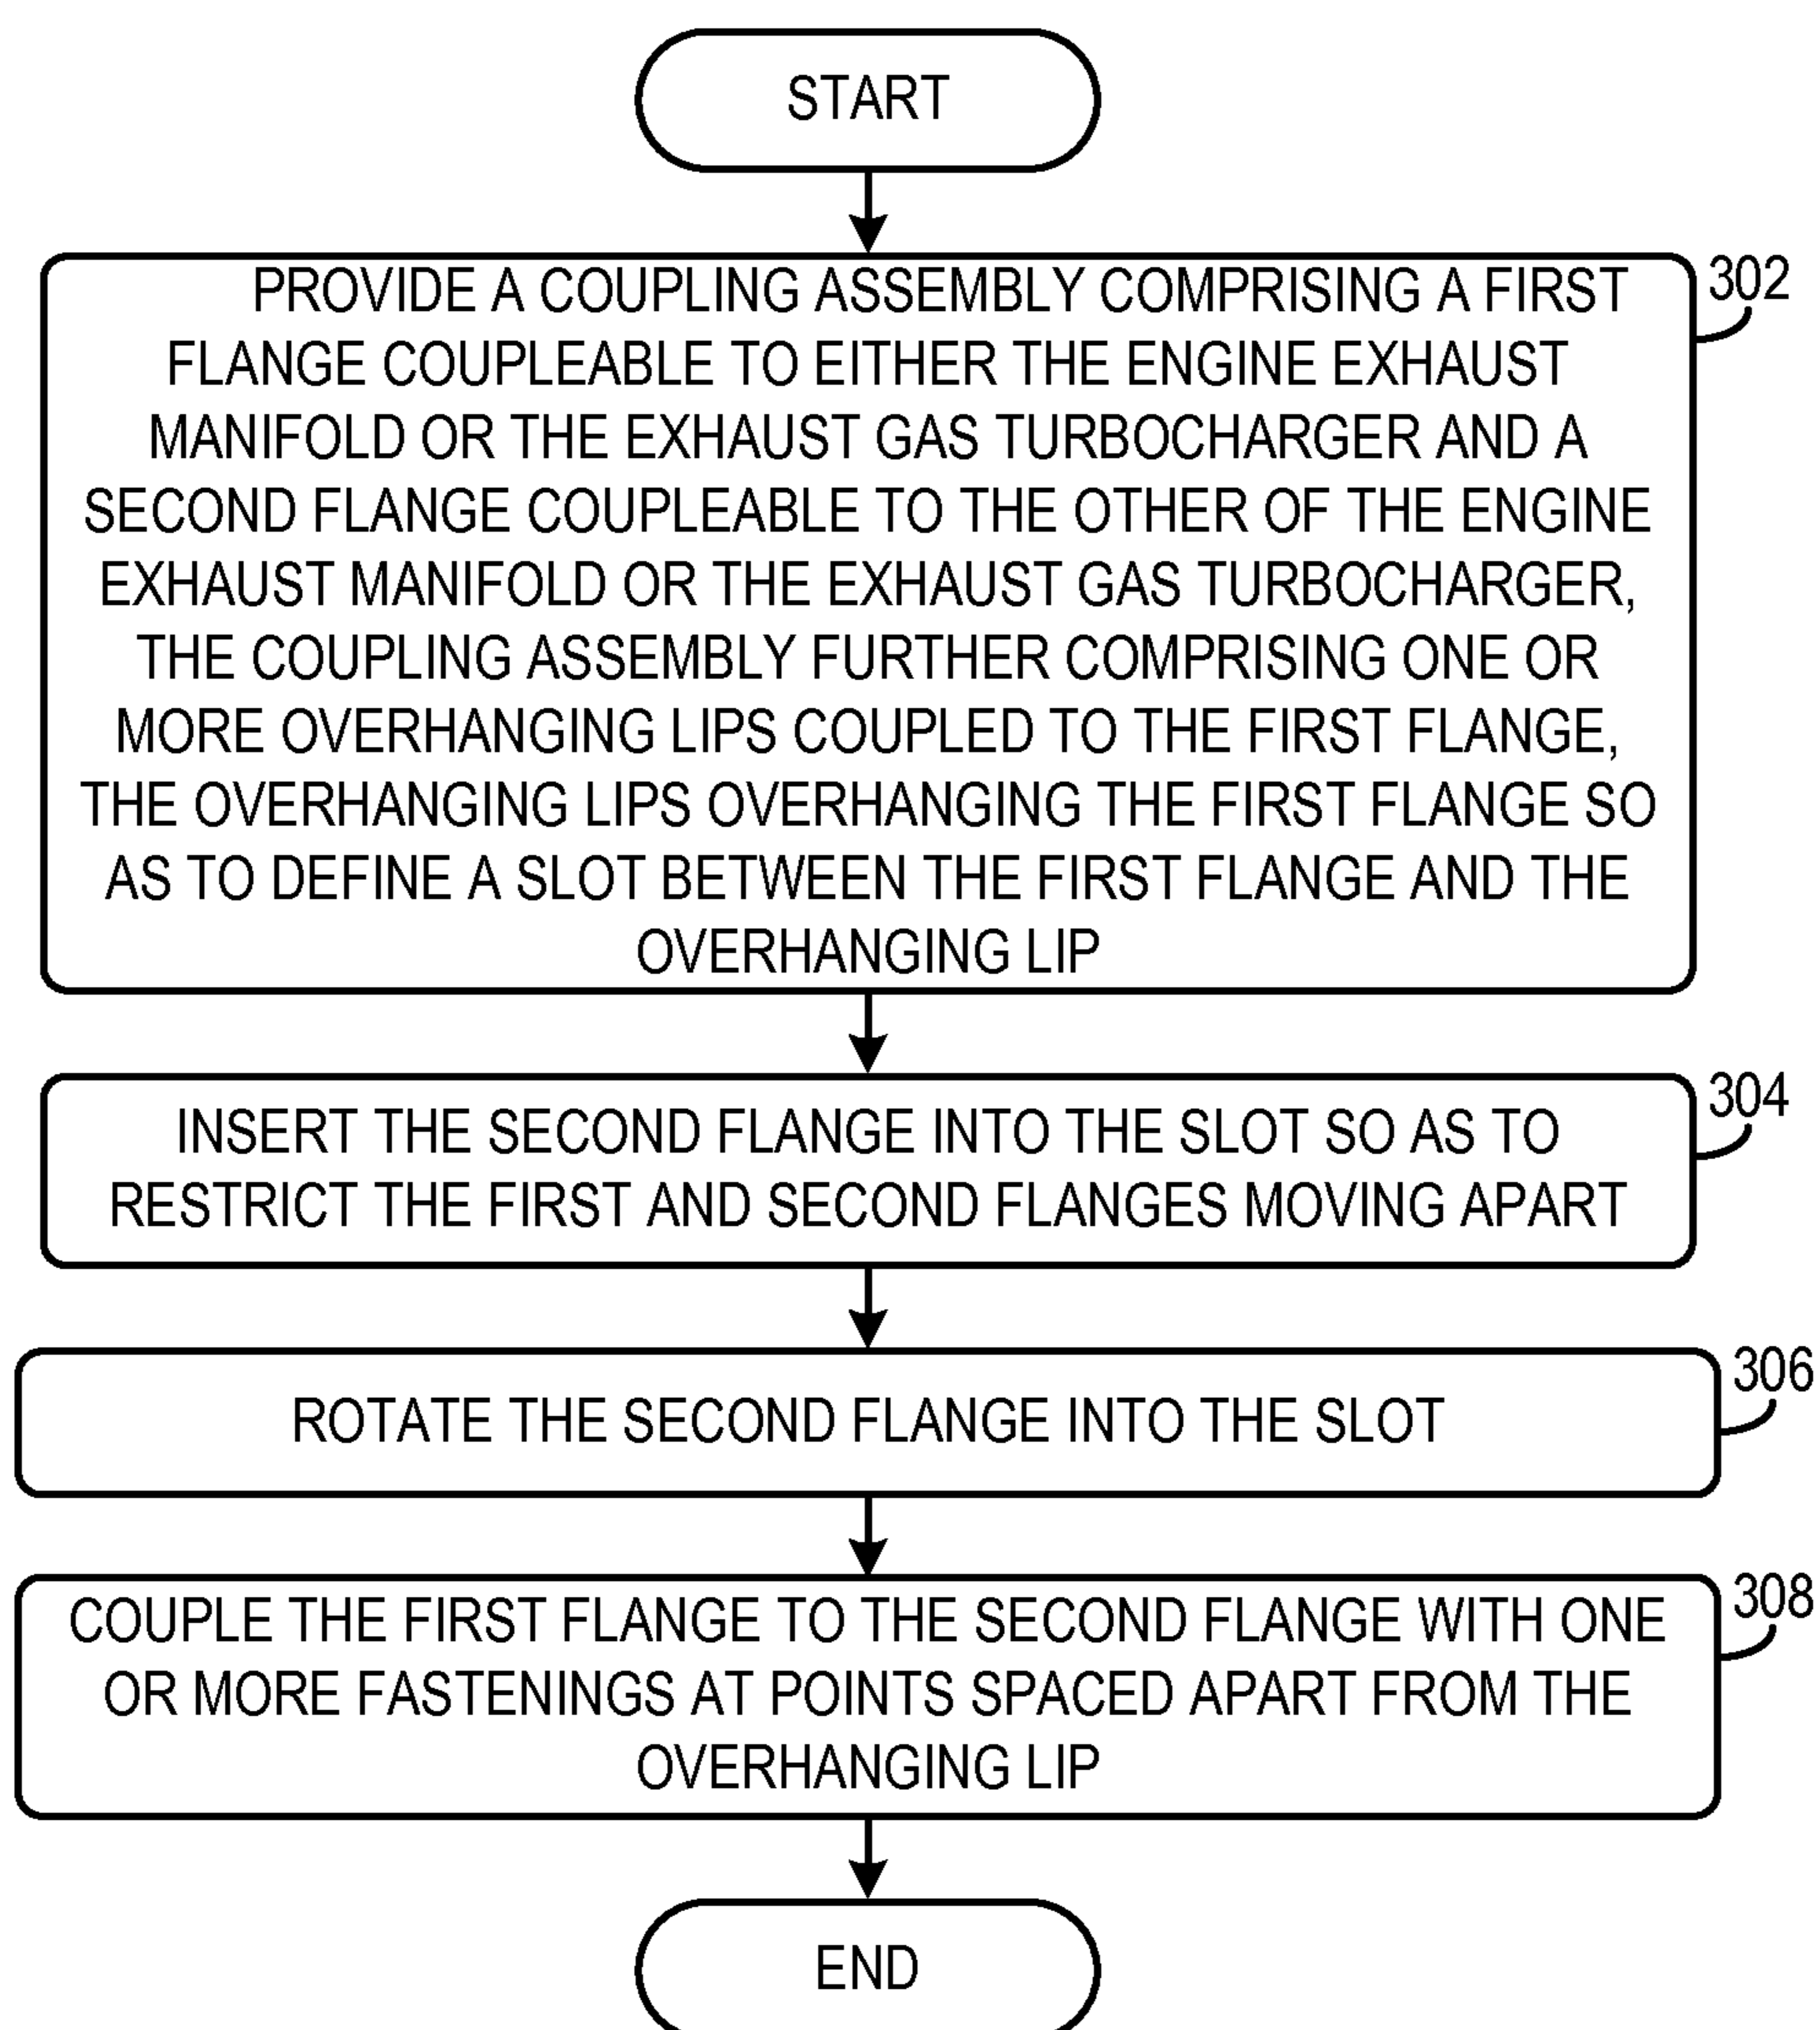 START
302
PROVIDE A COUPLING ASSEMBLY COMPRISING A FIRST
FLANGE COUPLEABLE TO EITHER THE ENGINE EXHAUST
MANIFOLD OR THE EXHAUST GAS TURBOCHARGER AND A
SECOND FLANGE COUPLEABLE TO THE OTHER OF THE ENGINE
EXHAUST MANIFOLD OR THE EXHAUST GAS TURBOCHARGER,
THE COUPLING ASSEMBLY FURTHER COMPRISING ONE OR
MORE OVERHANGING LIPS COUPLED TO THE FIRST FLANGE,
THE OVERHANGING LIPS OVERHANGING THE FIRST FLANGE SO
AS TO DEFINE A SLOT BETWEEN THE FIRST FLANGE AND THE
OVERHANGING LIP
304
INSERT THE SECOND FLANGE INTO THE SLOT SO AS TO
RESTRICT THE FIRST AND SECOND FLANGES MOVING APART
306
ROTATE THE SECOND FLANGE INTO THE SLOT
308
COUPLE THE FIRST FLANGE TO THE SECOND FLANGE WITH ONE
OR MORE FASTENINGS AT POINTS SPACED APART FROM THE
OVERHANGING LIP
END